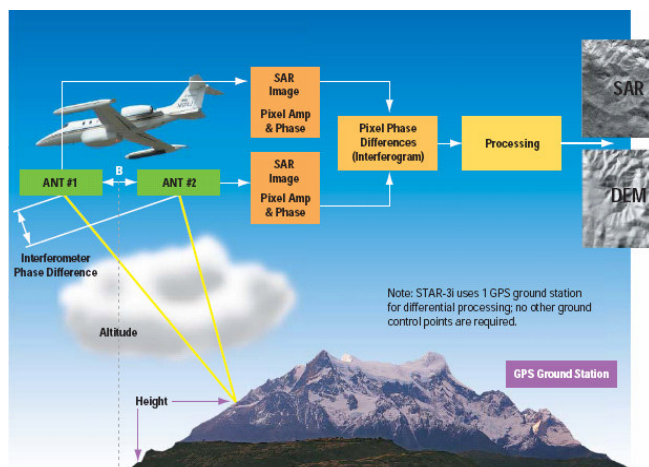 SAR
Image
Pixel Amp
& Phase
SAR
Image
Pixel Amp
& Phase
Pixel Phase
Differences
(Interferogram)
Processing
SAR
DEM
ANT #1
B
ANT #2
Interferometer
Phase Difference
Altitude
Note: STAR-3i uses 1 GPS ground station
for differential processing; no other ground
control points are required.
GPS Ground Station
Height